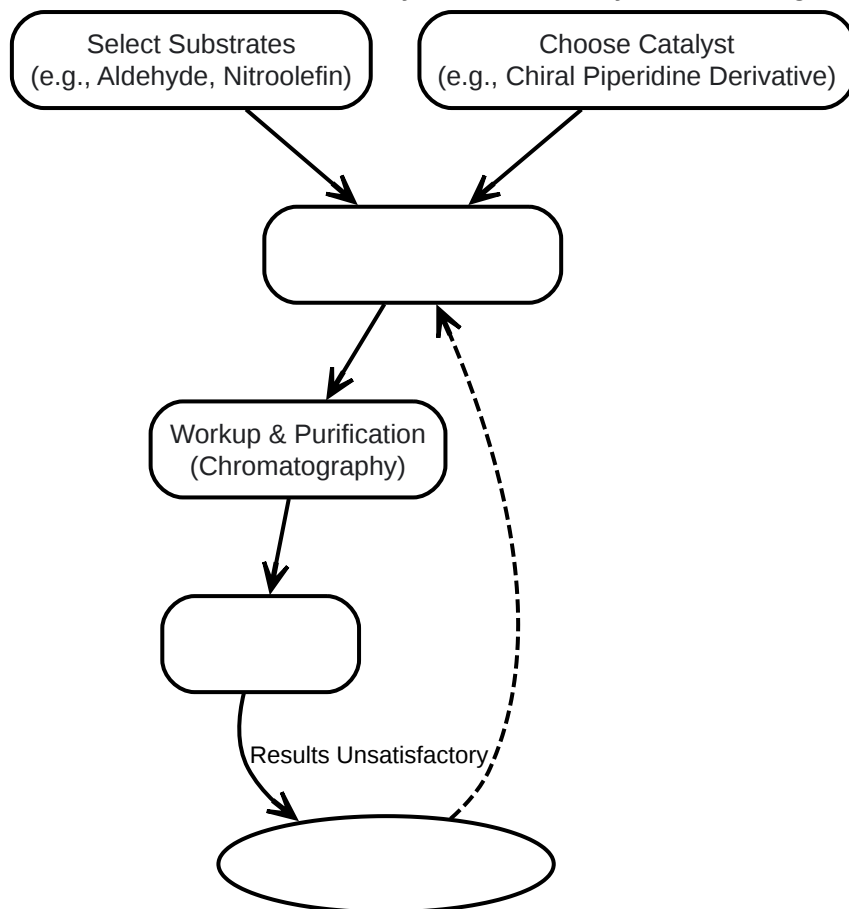 Select Substrates
(e.g., Aldehyde, Nitroolefin)
Choose Catalyst
(e.g., Chiral Piperidine Derivative)
Workup & Purification
(Chromatography)
Results Unsatisfactory